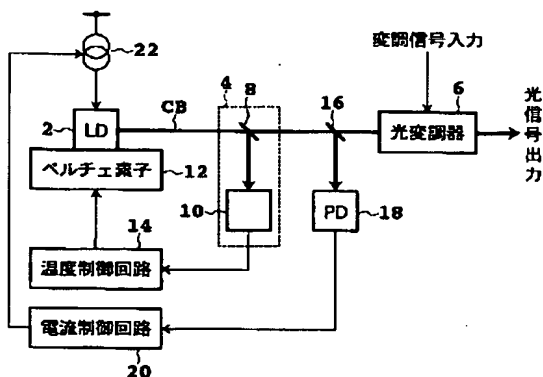 22
変調信号入力
4
8
16
6
2
LD
CB
光変調器
光信号出力
ペルチェ素子
12
10
PD
18
14
温度制御回路
電流制御回路
20